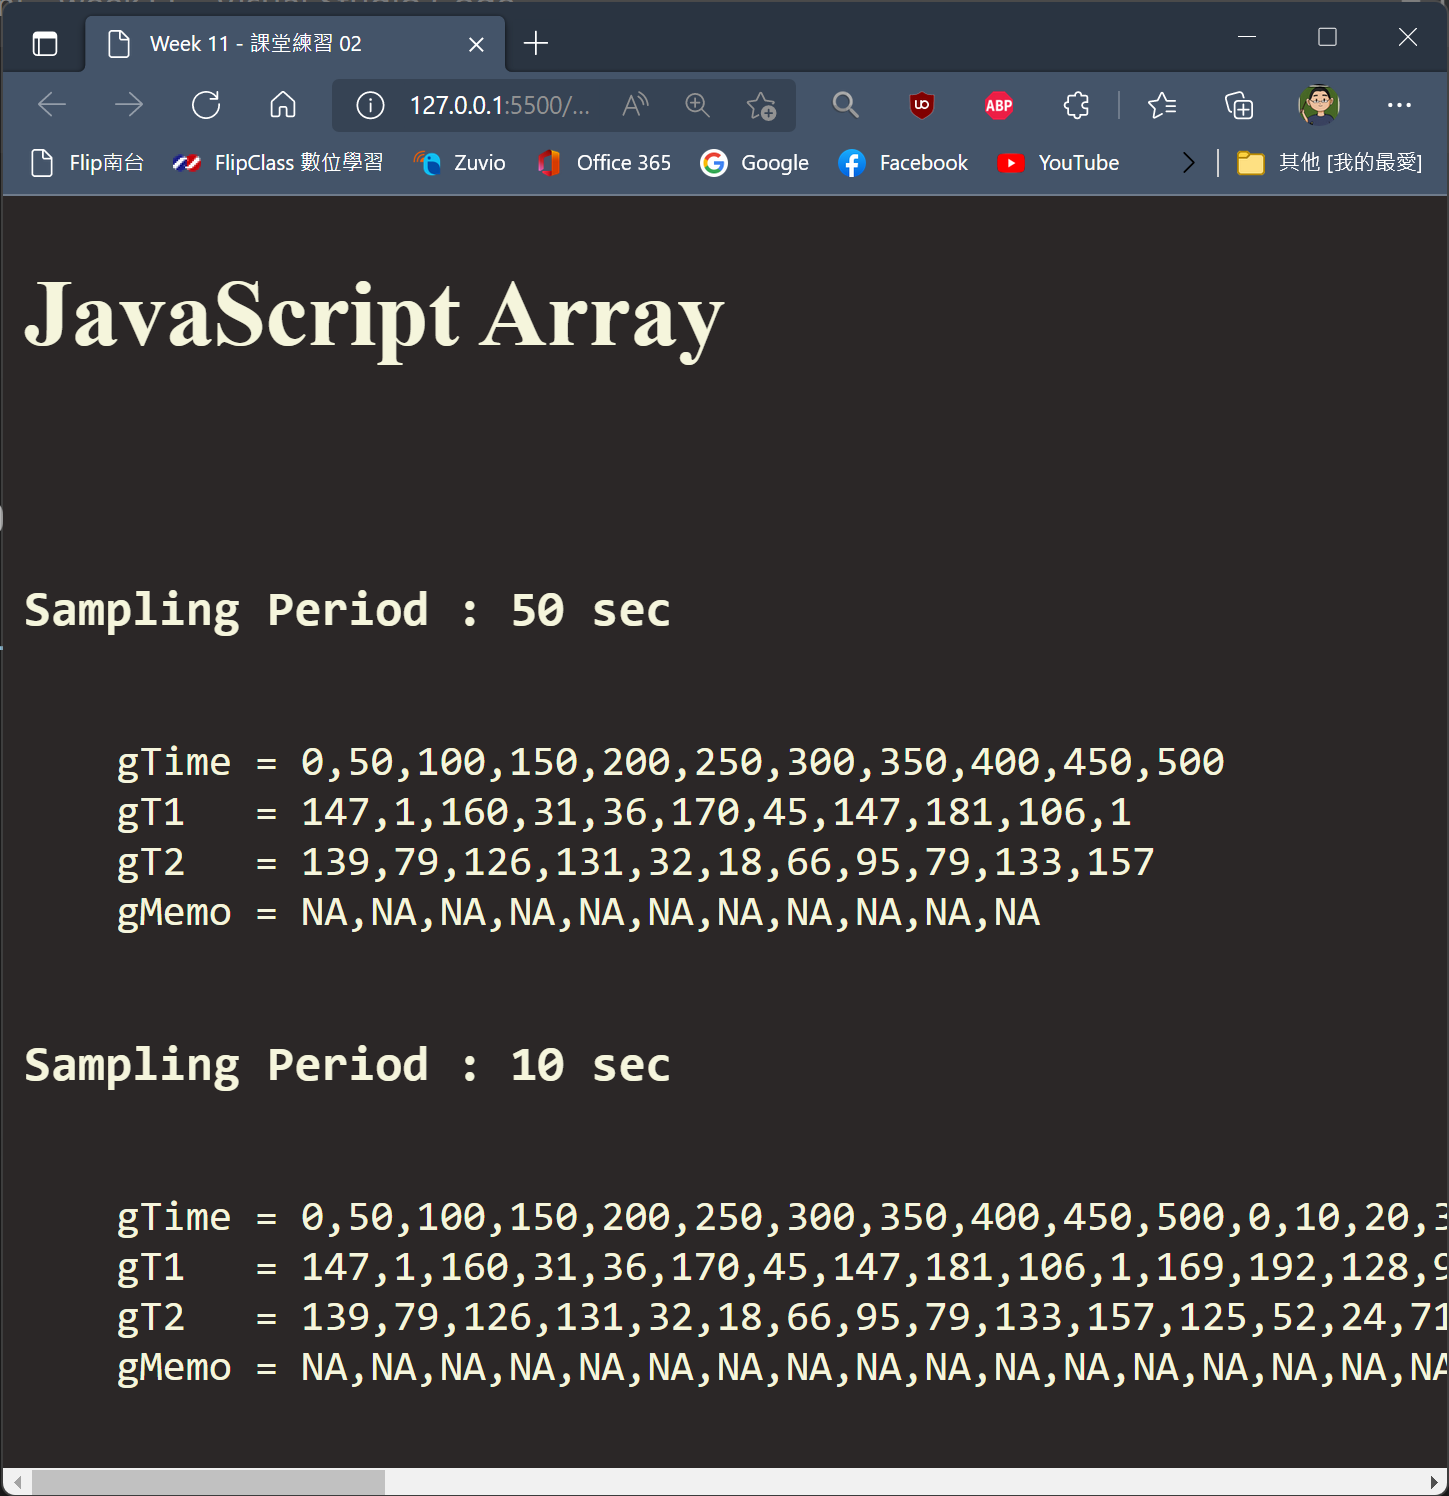 Week 11 - 課堂練習 02
127.0.0.1:5500/...
ABP
Flip南台 FlipClass 數位學習 Zuvio Office 365 Google Facebook YouTube 其他 [我的最愛]
JavaScript Array
Sampling Period : 50 sec
gTime = 0,50,100,150,200,250,300,350,400,450,500
gT1 = 147,1,160,31,36,170,45,147,181,106,1
gT2 = 139,79,126,131,32,18,66,95,79,133,157
gMemo = NA,NA,NA,NA,NA,NA,NA,NA,NA,NA,NA
Sampling Period : 10 sec
gTime = 0,50,100,150,200,250,300,350,400,450,500,0,10,20,3
gT1 = 147,1,160,31,36,170,45,147,181,106,1,169,192,128,9
gT2 = 139,79,126,131,32,18,66,95,79,133,157,125,52,24,71
gMemo = NA,NA,NA,NA,NA,NA,NA,NA,NA,NA,NA,NA,NA,NA,NA,NA,NA